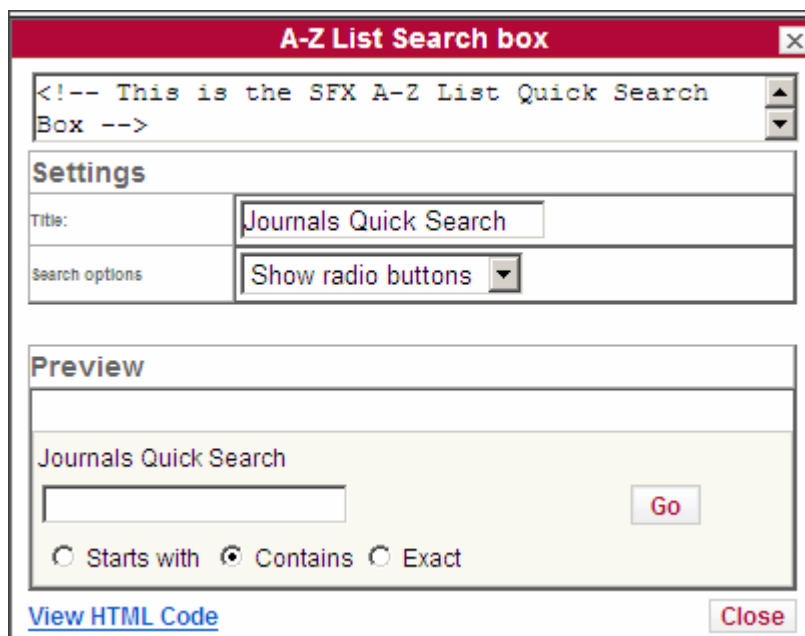 A-Z List Search box
<!-- This is the SFX A-Z List Quick Search
Box -->
Settings
Title: Journals Quick Search
Search options Show radio buttons
Preview
Journals Quick Search
Go
Starts with Contains Exact
View HTML Code Close